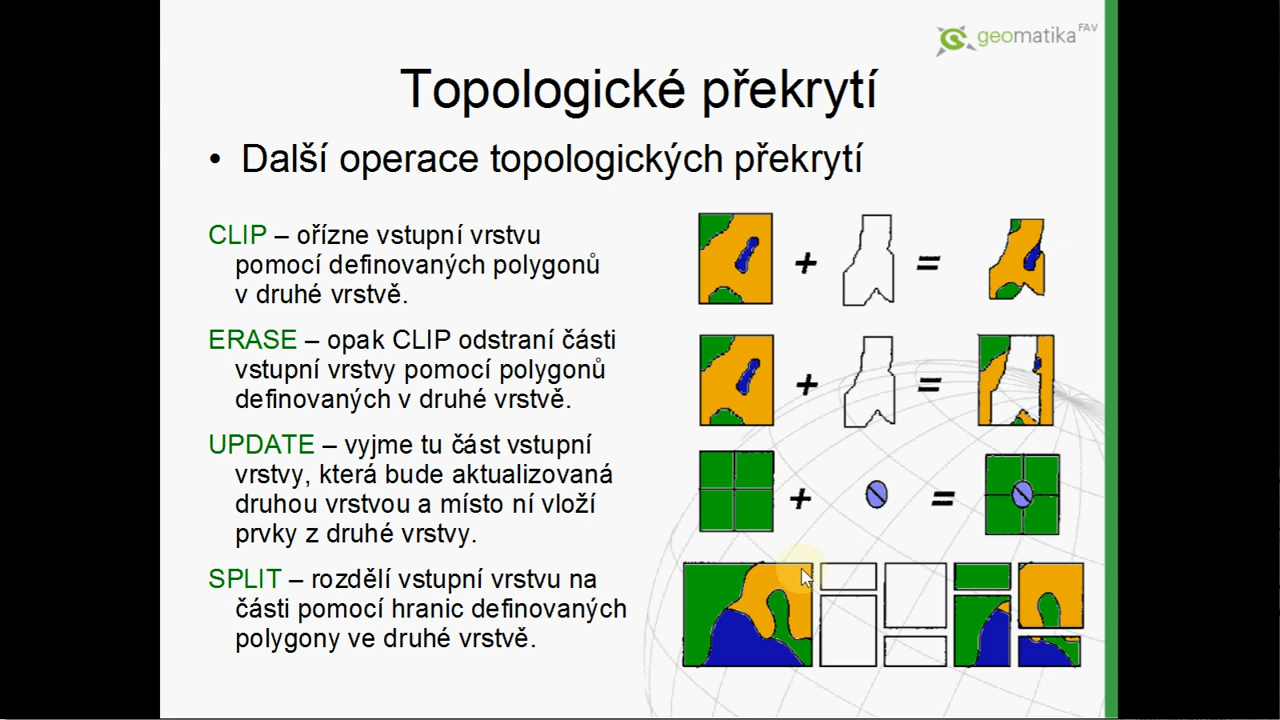 geomatika FAV
Topologické překrytí
• Další operace topologických překrytí
CLIP – ořízne vstupní vrstvu
pomocí definovaných polygonů
v druhé vrstvě.
ERASE – opak CLIP odstraní části
vstupní vrstvy pomocí polygonů
definovaných v druhé vrstvě.
UPDATE – vyjme tu část vstupní
vrstvy, která bude aktualizovaná
druhou vrstvou a místo ní vloží
prvky z druhé vrstvy.
SPLIT – rozdělí vstupní vrstvu na
části pomocí hranic definovaných
polygony ve druhé vrstvě.
+ =
+ =
+ =